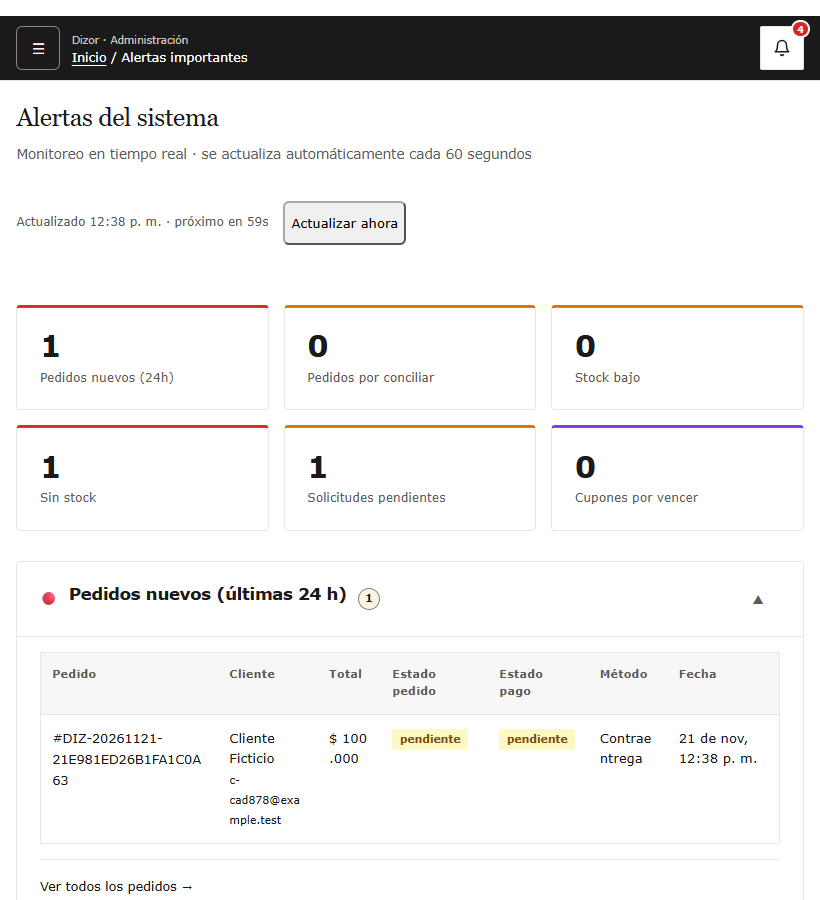 ☰
Dizor · Administración
Inicio / Alertas importantes
4
Alertas del sistema
Monitoreo en tiempo real · se actualiza automáticamente cada 60 segundos
Actualizado 12:38 p. m. · próximo en 59s
Actualizar ahora
1
Pedidos nuevos (24h)
0
Pedidos por conciliar
0
Stock bajo
1
Sin stock
1
Solicitudes pendientes
0
Cupones por vencer
Pedidos nuevos (últimas 24 h) 1 ▲
Pedido
Cliente
Total
Estado
pedido
Estado
pago
Método
Fecha
#DIZ-20261121-
21E981ED26B1FA1C0A
63
Cliente
Ficticio
c-
cad878@exa
mple.test
$ 100
.000
pendiente
pendiente
Contrae
ntrega
21 de nov,
12:38 p. m.
Ver todos los pedidos →